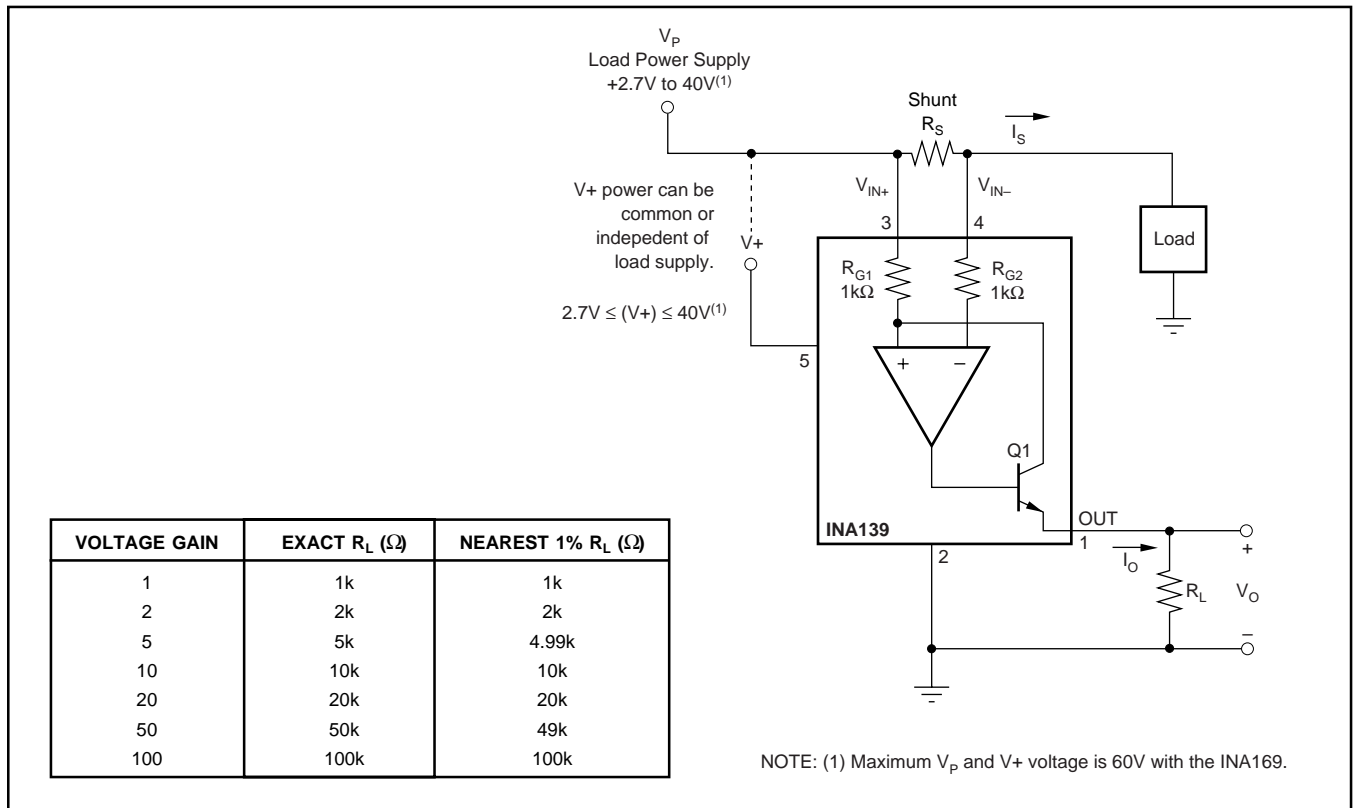 V_P
Load Power Supply
+2.7V to 40V(1)
Shunt
R_S
I_S
V+ power can be
common or
indepedent of
load supply.
V+
2.7V ≤ (V+) ≤ 40V(1)
V_IN+
V_IN–
3
4
Load
R_G1
1kΩ
R_G2
1kΩ
5
+
–
Q1
INA139
OUT
1
2
I_O
R_L
+
V_O
–
VOLTAGE GAIN EXACT R_L (Ω) NEAREST 1% R_L (Ω)
1 1k 1k
2 2k 2k
5 5k 4.99k
10 10k 10k
20 20k 20k
50 50k 49k
100 100k 100k
NOTE: (1) Maximum V_P and V+ voltage is 60V with the INA169.